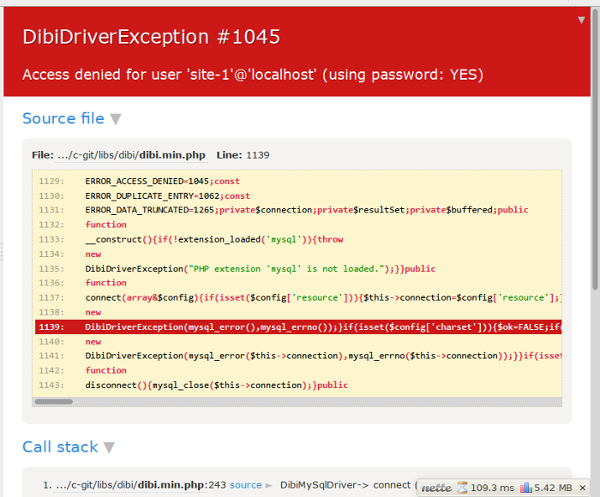 DibiDriverException #1045
Access denied for user 'site-1'@'localhost' (using password: YES)
Source file ▼
File: .../c-git/libs/dibi/dibi.min.php Line: 1139
1129: ERROR_ACCESS_DENIED=1045;const
1130: ERROR_DUPLICATE_ENTRY=1062;const
1131: ERROR_DATA_TRUNCATED=1265;private$connection;private$resultSet;private$buffered;public
1132: function
1133: __construct(){if(!extension_loaded('mysql')){throw
1134: new
1135: DibiDriverException("PHP extension 'mysql' is not loaded.");}}public
1136: function
1137: connect(array&$config){if(isset($config['resource'])){$this->connection=$config['resource'];}
1138: new
1139: DibiDriverException(mysql_error(),mysql_errno());}if(isset($config['charset'])){$ok=FALSE;if(
1140: new
1141: DibiDriverException(mysql_error($this->connection),mysql_errno($this->connection));}}if(isset
1142: function
1143: disconnect(){mysql_close($this->connection);}public
Call stack ▼
1. .../c-git/libs/dibi/dibi.min.php:243 source ► DibiMySqlDriver-> connect (
nette 109.3 ms 5.42 MB ×